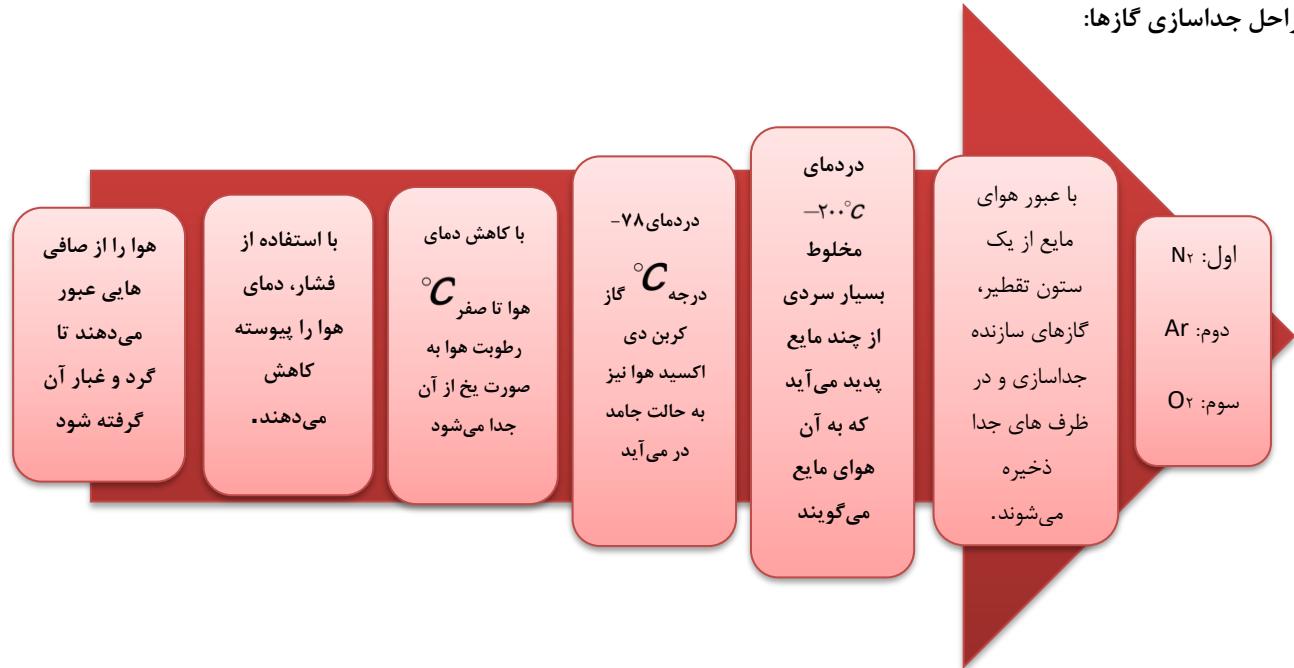 راحل جداسازی گازها:
هوا را از صافی
هایی عبور
می‌دهند تا
گرد و غبار آن
گرفته شود
با استفاده از
فشار، دمای
هوا را پیوسته
کاهش
می‌دهند.
با کاهش دمای
هوا تا صفر °C
رطوبت هوا به
صورت یخ از آن
جدا می‌شود
دردمای۷۸-
درجه °C گاز
کربن دی
اکسید هوا نیز
به حالت جامد
در می‌آید
دردمای
−۲۰۰°C
مخلوط
بسیار سردی
از چند مایع
پدید می‌آید
که به آن
هوای مایع
می‌گویند
با عبور هوای
مایع از یک
ستون تقطیر،
گازهای سازنده
جداسازی و در
ظرف های جدا
ذخیره
می‌شوند.
اول: N۲
دوم: Ar
سوم: O۲